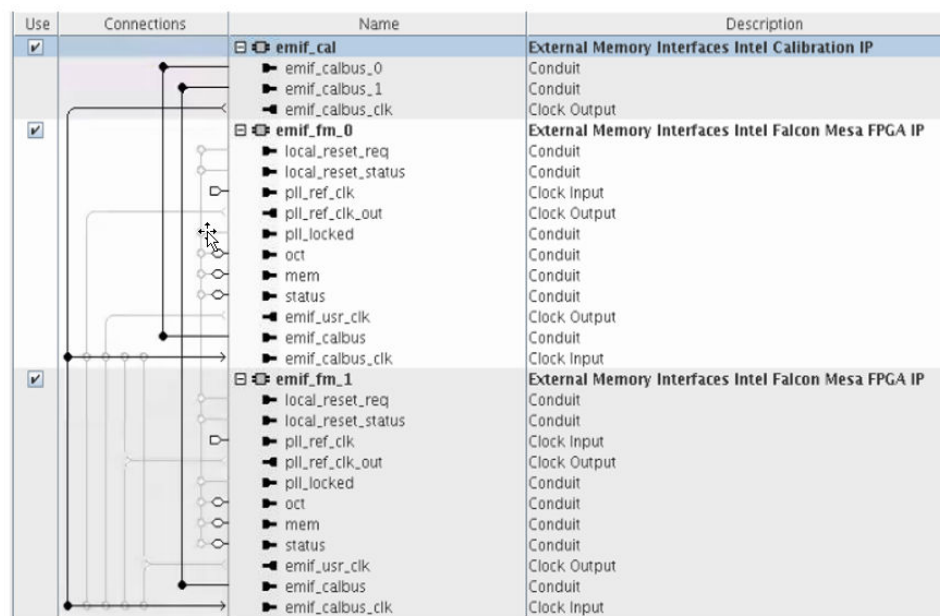 Use Connections Name Description
emif_cal External Memory Interfaces Intel Calibration IP
emif_calbus_0 Conduit
emif_calbus_1 Conduit
emif_calbus_clk Clock Output
emif_fm_0 External Memory Interfaces Intel Falcon Mesa FPGA IP
local_reset_req Conduit
local_reset_status Conduit
pll_ref_clk Clock Input
pll_ref_clk_out Clock Output
pll_locked Conduit
oct Conduit
mem Conduit
status Conduit
emif_usr_clk Clock Output
emif_calbus Conduit
emif_calbus_clk Clock Input
emif_fm_1 External Memory Interfaces Intel Falcon Mesa FPGA IP
local_reset_req Conduit
local_reset_status Conduit
pll_ref_clk Clock Input
pll_ref_clk_out Clock Output
pll_locked Conduit
oct Conduit
mem Conduit
status Conduit
emif_usr_clk Clock Output
emif_calbus Conduit
emif_calbus_clk Clock Input